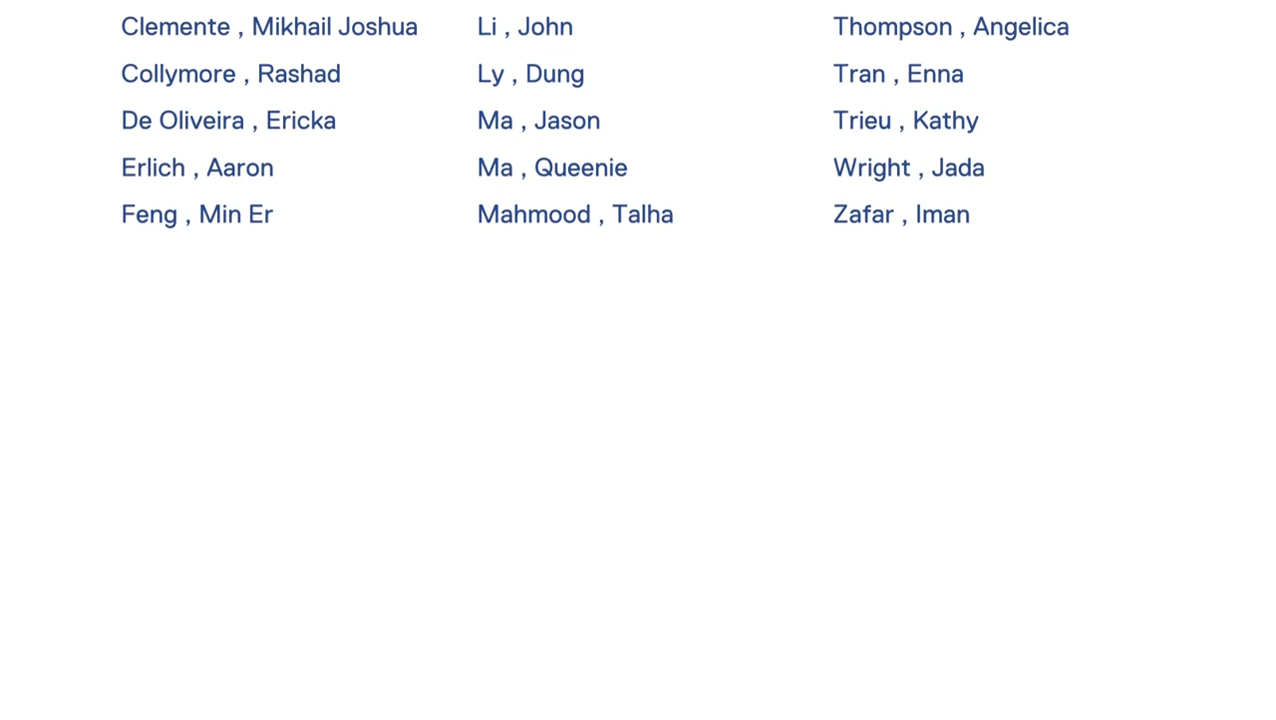 Clemente , Mikhail Joshua
Collymore , Rashad
De Oliveira , Ericka
Erlich , Aaron
Feng , Min Er
Li , John
Ly , Dung
Ma , Jason
Ma , Queenie
Mahmood , Talha
Thompson , Angelica
Tran , Enna
Trieu , Kathy
Wright , Jada
Zafar , Iman